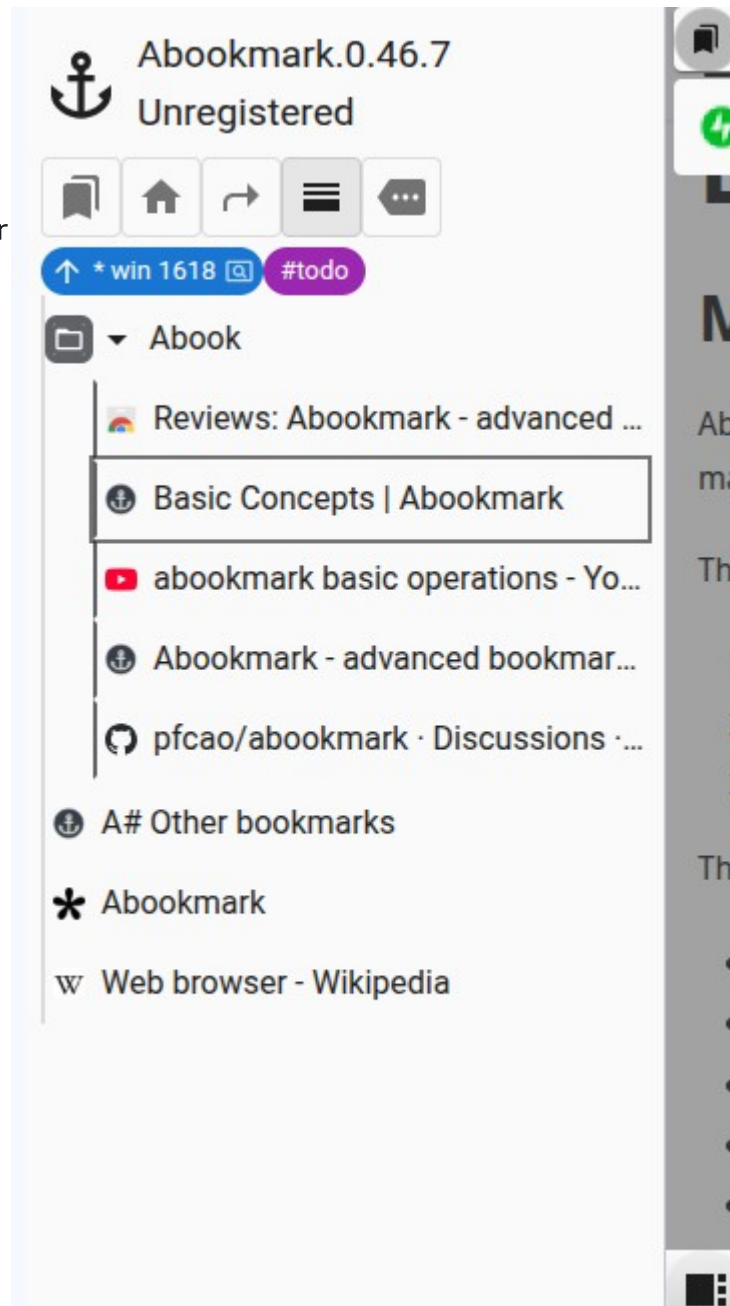 Abookmark.0.46.7
Unregistered
r
* win 1618 #todo
Abook
Reviews: Abookmark - advanced ...
Basic Concepts | Abookmark
abookmark basic operations - Yo...
Abookmark - advanced bookmar...
pfcao/abookmark · Discussions ·...
A# Other bookmarks
Abookmark
W Web browser - Wikipedia
M
Ab
ma
Th
Th